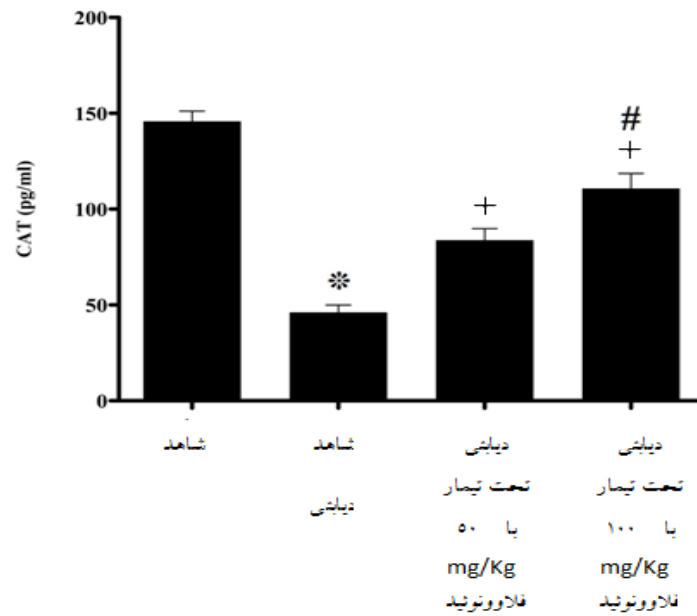 200
150
100
50
0
CAT (pg/ml)
*
+
#
+
شاهد
شاهد
دیابتی
دیابتی
تحت تیمار
با ۵۰
mg/Kg
فلاوونوئید
دیابتی
تحت تیمار
با ۱۰۰
mg/Kg
فلاوونوئید